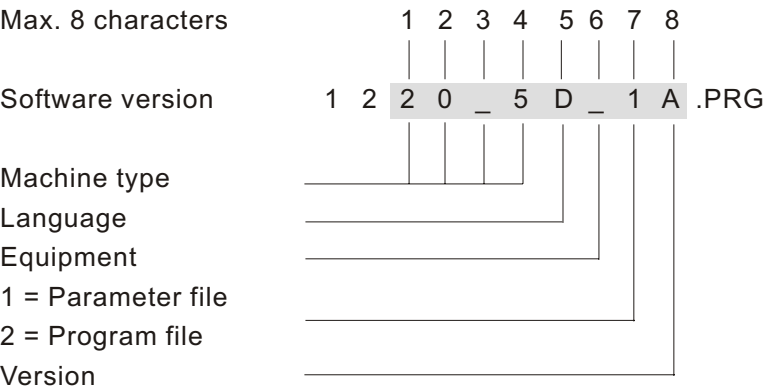 Max. 8 characters 1 2 3 4 5 6 7 8
Software version 1 2 2 0 _ 5 D _ 1 A .PRG
Machine type
Language
Equipment
1 = Parameter file
2 = Program file
Version